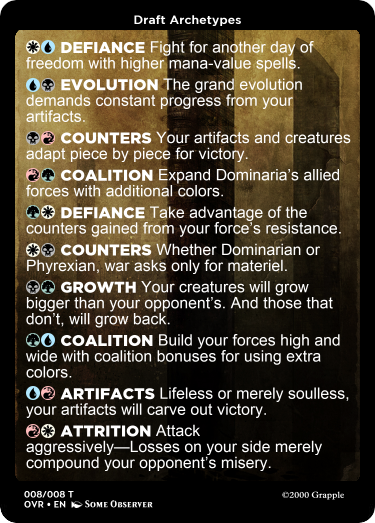 Draft Archetypes
DEFIANCE Fight for another day of
freedom with higher mana-value spells.
EVOLUTION The grand evolution
demands constant progress from your
artifacts.
COUNTERS Your artifacts and creatures
adapt piece by piece for victory.
COALITION Expand Dominaria's allied
forces with additional colors.
DEFIANCE Take advantage of the
counters gained from your force's resistance.
COUNTERS Whether Dominarian or
Phyrexian, war asks only for materiel.
GROWTH Your creatures will grow
bigger than your opponent's. And those that
don't, will grow back.
COALITION Build your forces high and
wide with coalition bonuses for using extra
colors.
ARTIFACTS Lifeless or merely soulless,
your artifacts will carve out victory.
ATTRITION Attack
aggressively—Losses on your side merely
compound your opponent's misery.
008/008 T
OVR • EN Some Observer
©2000 Grapple